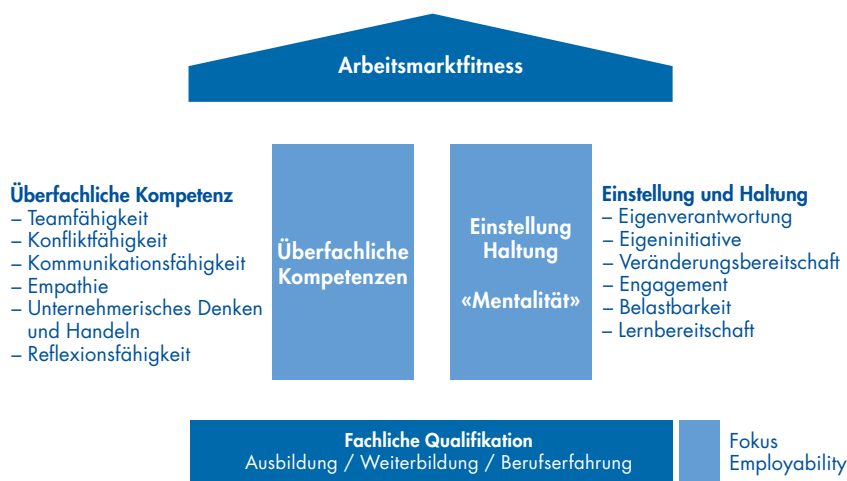 Arbeitsmarktfitness
Überfachliche Kompetenz
– Teamfähigkeit
– Konfliktfähigkeit
– Kommunikationsfähigkeit
– Empathie
– Unternehmerisches Denken
und Handeln
– Reflexionsfähigkeit
Überfachliche
Kompetenzen
Einstellung
Haltung
«Mentalität»
Einstellung und Haltung
– Eigenverantwortung
– Eigeninitiative
– Veränderungsbereitschaft
– Engagement
– Belastbarkeit
– Lernbereitschaft
Fachliche Qualifikation
Ausbildung / Weiterbildung / Berufserfahrung
Fokus
Employability